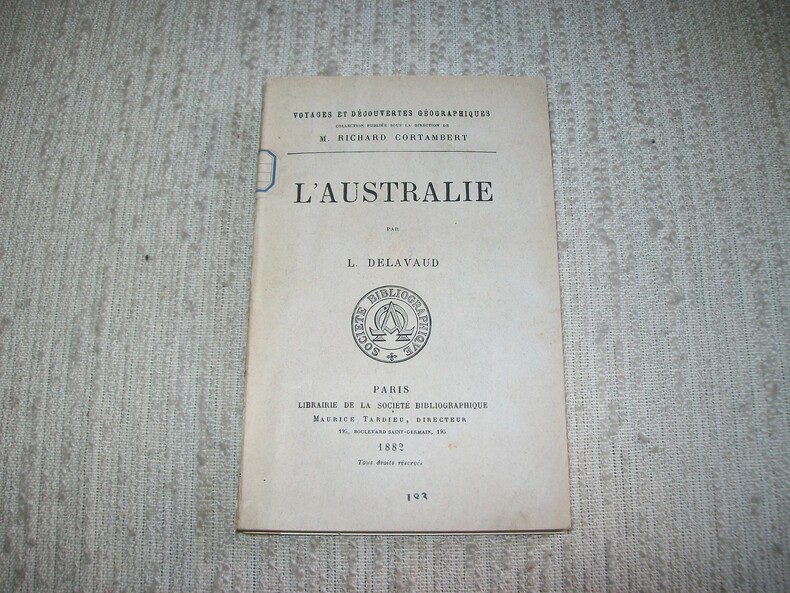 VOYAGES ET DÉCOUVERTES GÉOGRAPHIQUES
COLLECTION PUBLIÉE SOUS LA DIRECTION DE
M. RICHARD CORTAMBERT
L'AUSTRALIE
PAR
L. DELAVAUD
SOCIÉTÉ BIBLIOGRAPHIQUE
PARIS
LIBRAIRIE DE LA SOCIÉTÉ BIBLIOGRAPHIQUE
MAURICE TARDIEU, DIRECTEUR
195, BOULEVARD SAINT-GERMAIN, 195
1882
Tous droits réservés